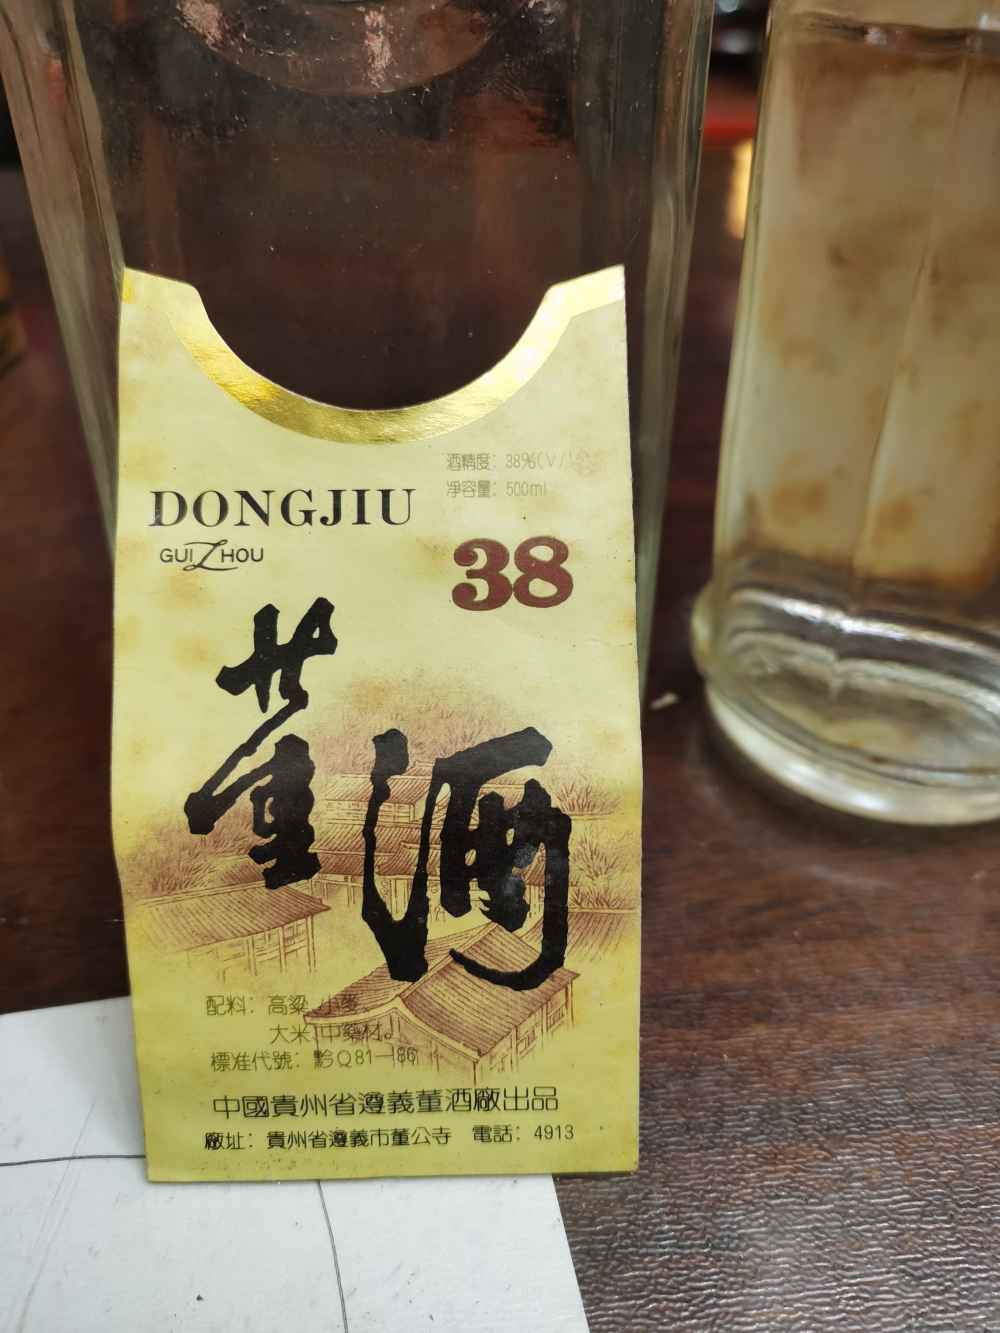 酒精度：38%(V/V)
净容量：500ml
DONGJIU
GUIZHOU
38
董酒
配料：高粱 小麥
大米 中藥材。
標准代號：黔Q81—86
中國貴州省遵義董酒廠出品
廠址：貴州省遵義市董公寺 電話：4913